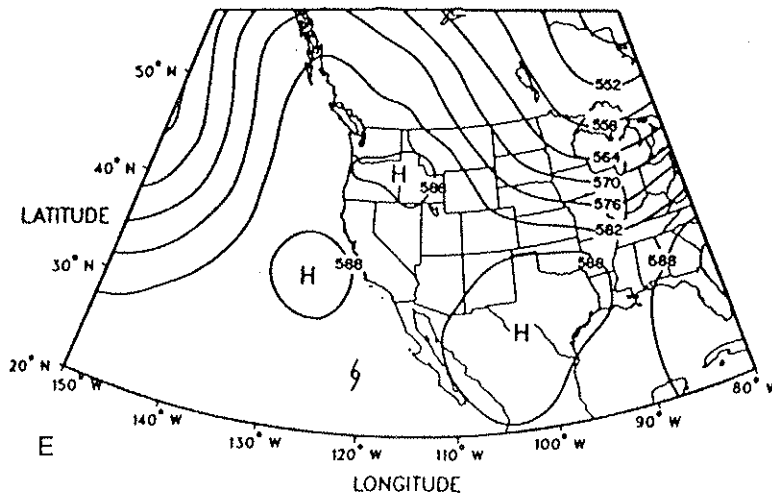 50° N
552
558
564
40° N
H
588
570
576
LATITUDE
582
30° N
588
588
588
H
H
20° N
150° W
140° W
130° W
120° W
110° W
100° W
90° W
80° W
E
LONGITUDE